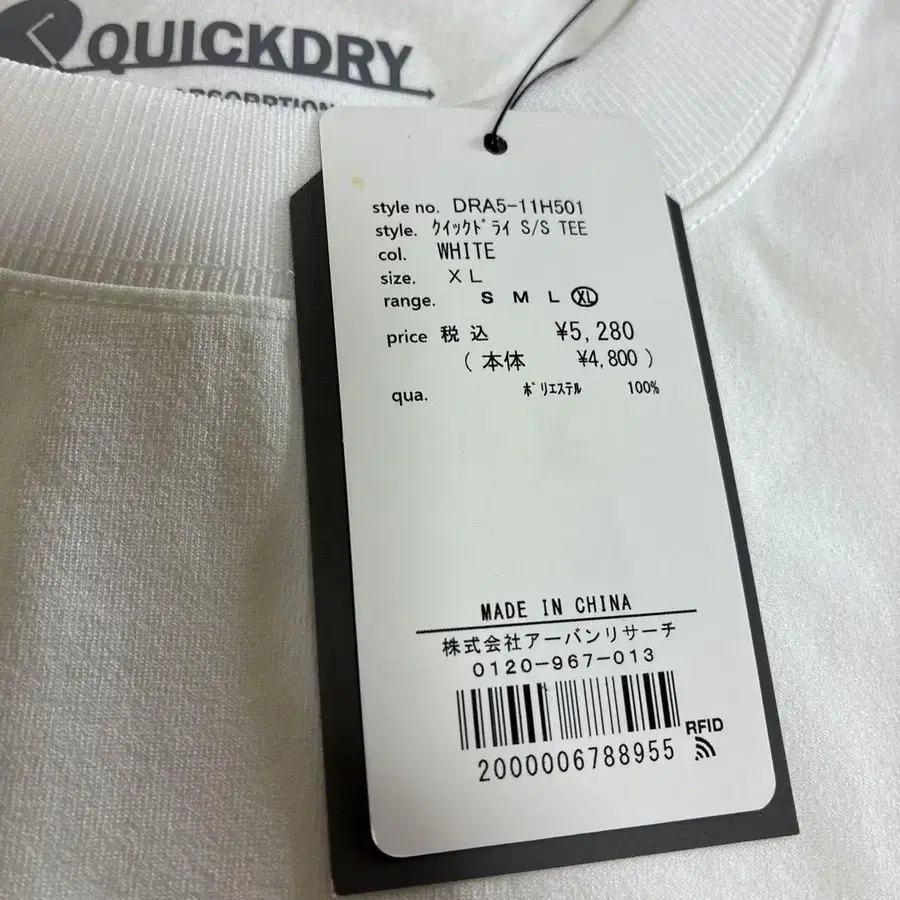 QUICKDRY
style no. DRA5-11H501
style. クイックドライ S/S TEE
col. WHITE
size. XL
range. S M L XL
price 税込 ¥5,280
(本体 ¥4,800)
qua. ポリエステル 100%
MADE IN CHINA
株式会社アーバンリサーチ
0120-967-013
RFID
2000006788955